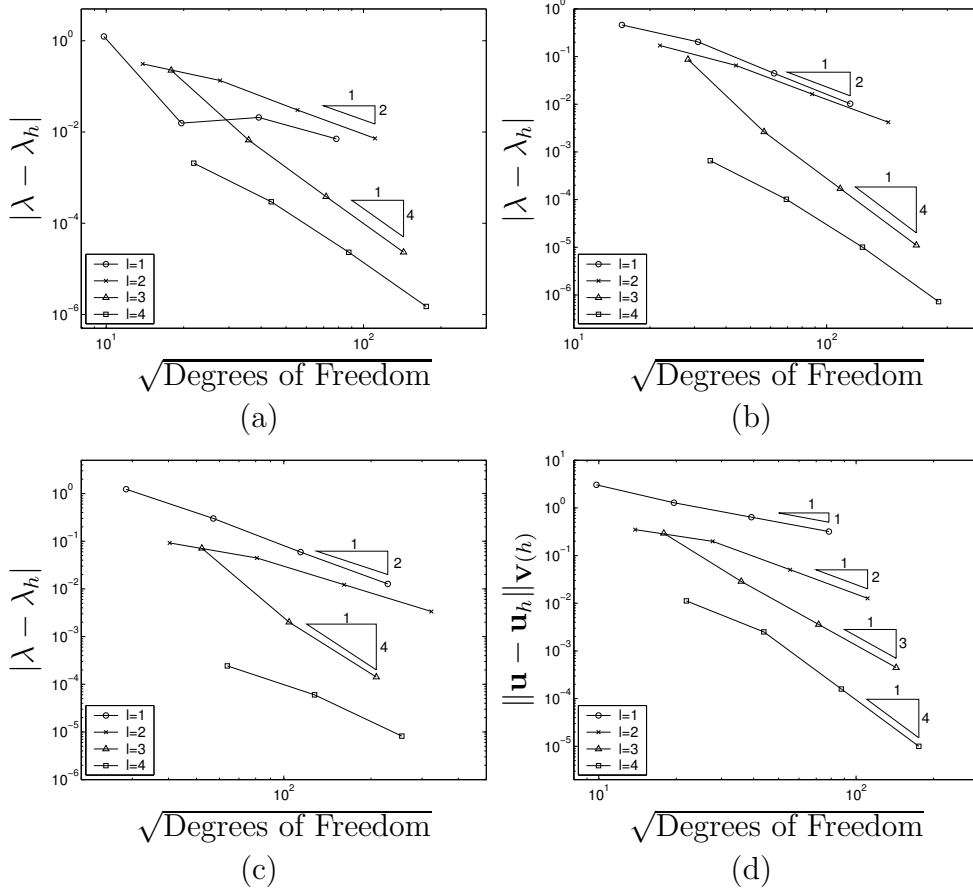 10^0
10^-2
10^-4
10^-6
10^1
10^2
|λ − λ_h|
√Degrees of Freedom
1
2
1
4
l=1
l=2
l=3
l=4
(a)
10^0
10^-1
10^-2
10^-3
10^-4
10^-5
10^-6
10^2
|λ − λ_h|
√Degrees of Freedom
1
2
1
4
l=1
l=2
l=3
l=4
(b)
10^0
10^-1
10^-2
10^-3
10^-4
10^-5
10^-6
10^2
|λ − λ_h|
√Degrees of Freedom
1
2
1
4
l=1
l=2
l=3
l=4
(c)
10^1
10^0
10^-1
10^-2
10^-3
10^-4
10^-5
10^1
10^2
‖u − u_h‖v(h)
√Degrees of Freedom
1
1
1
2
1
3
1
4
l=1
l=2
l=3
l=4
(d)